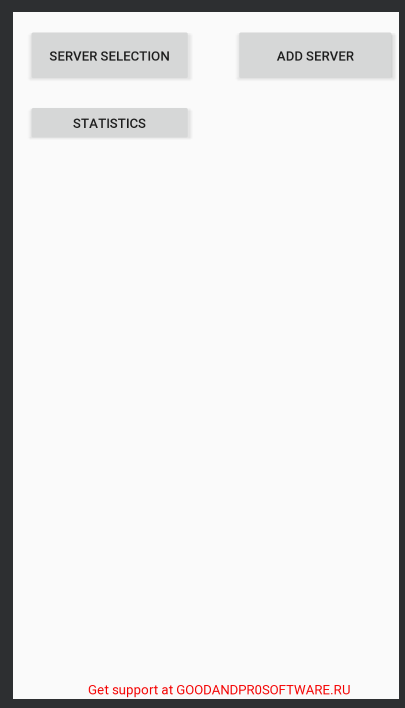 SERVER SELECTION
ADD SERVER
STATISTICS
Get support at GOODANDPR0SOFTWARE.RU